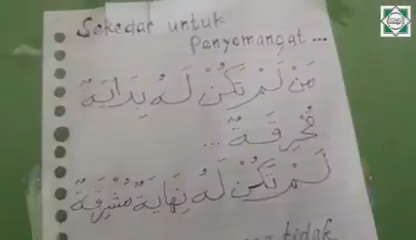 Sekedar untuk
Penyemangat...
مَنْ لَمْ تَكُنْ لَهُ بِدَايَةٌ
مُحْرِقَةٌ ...
لَمْ تَكُنْ لَهُ نِهَايَةٌ مُشْرِقَةٌ
tidak